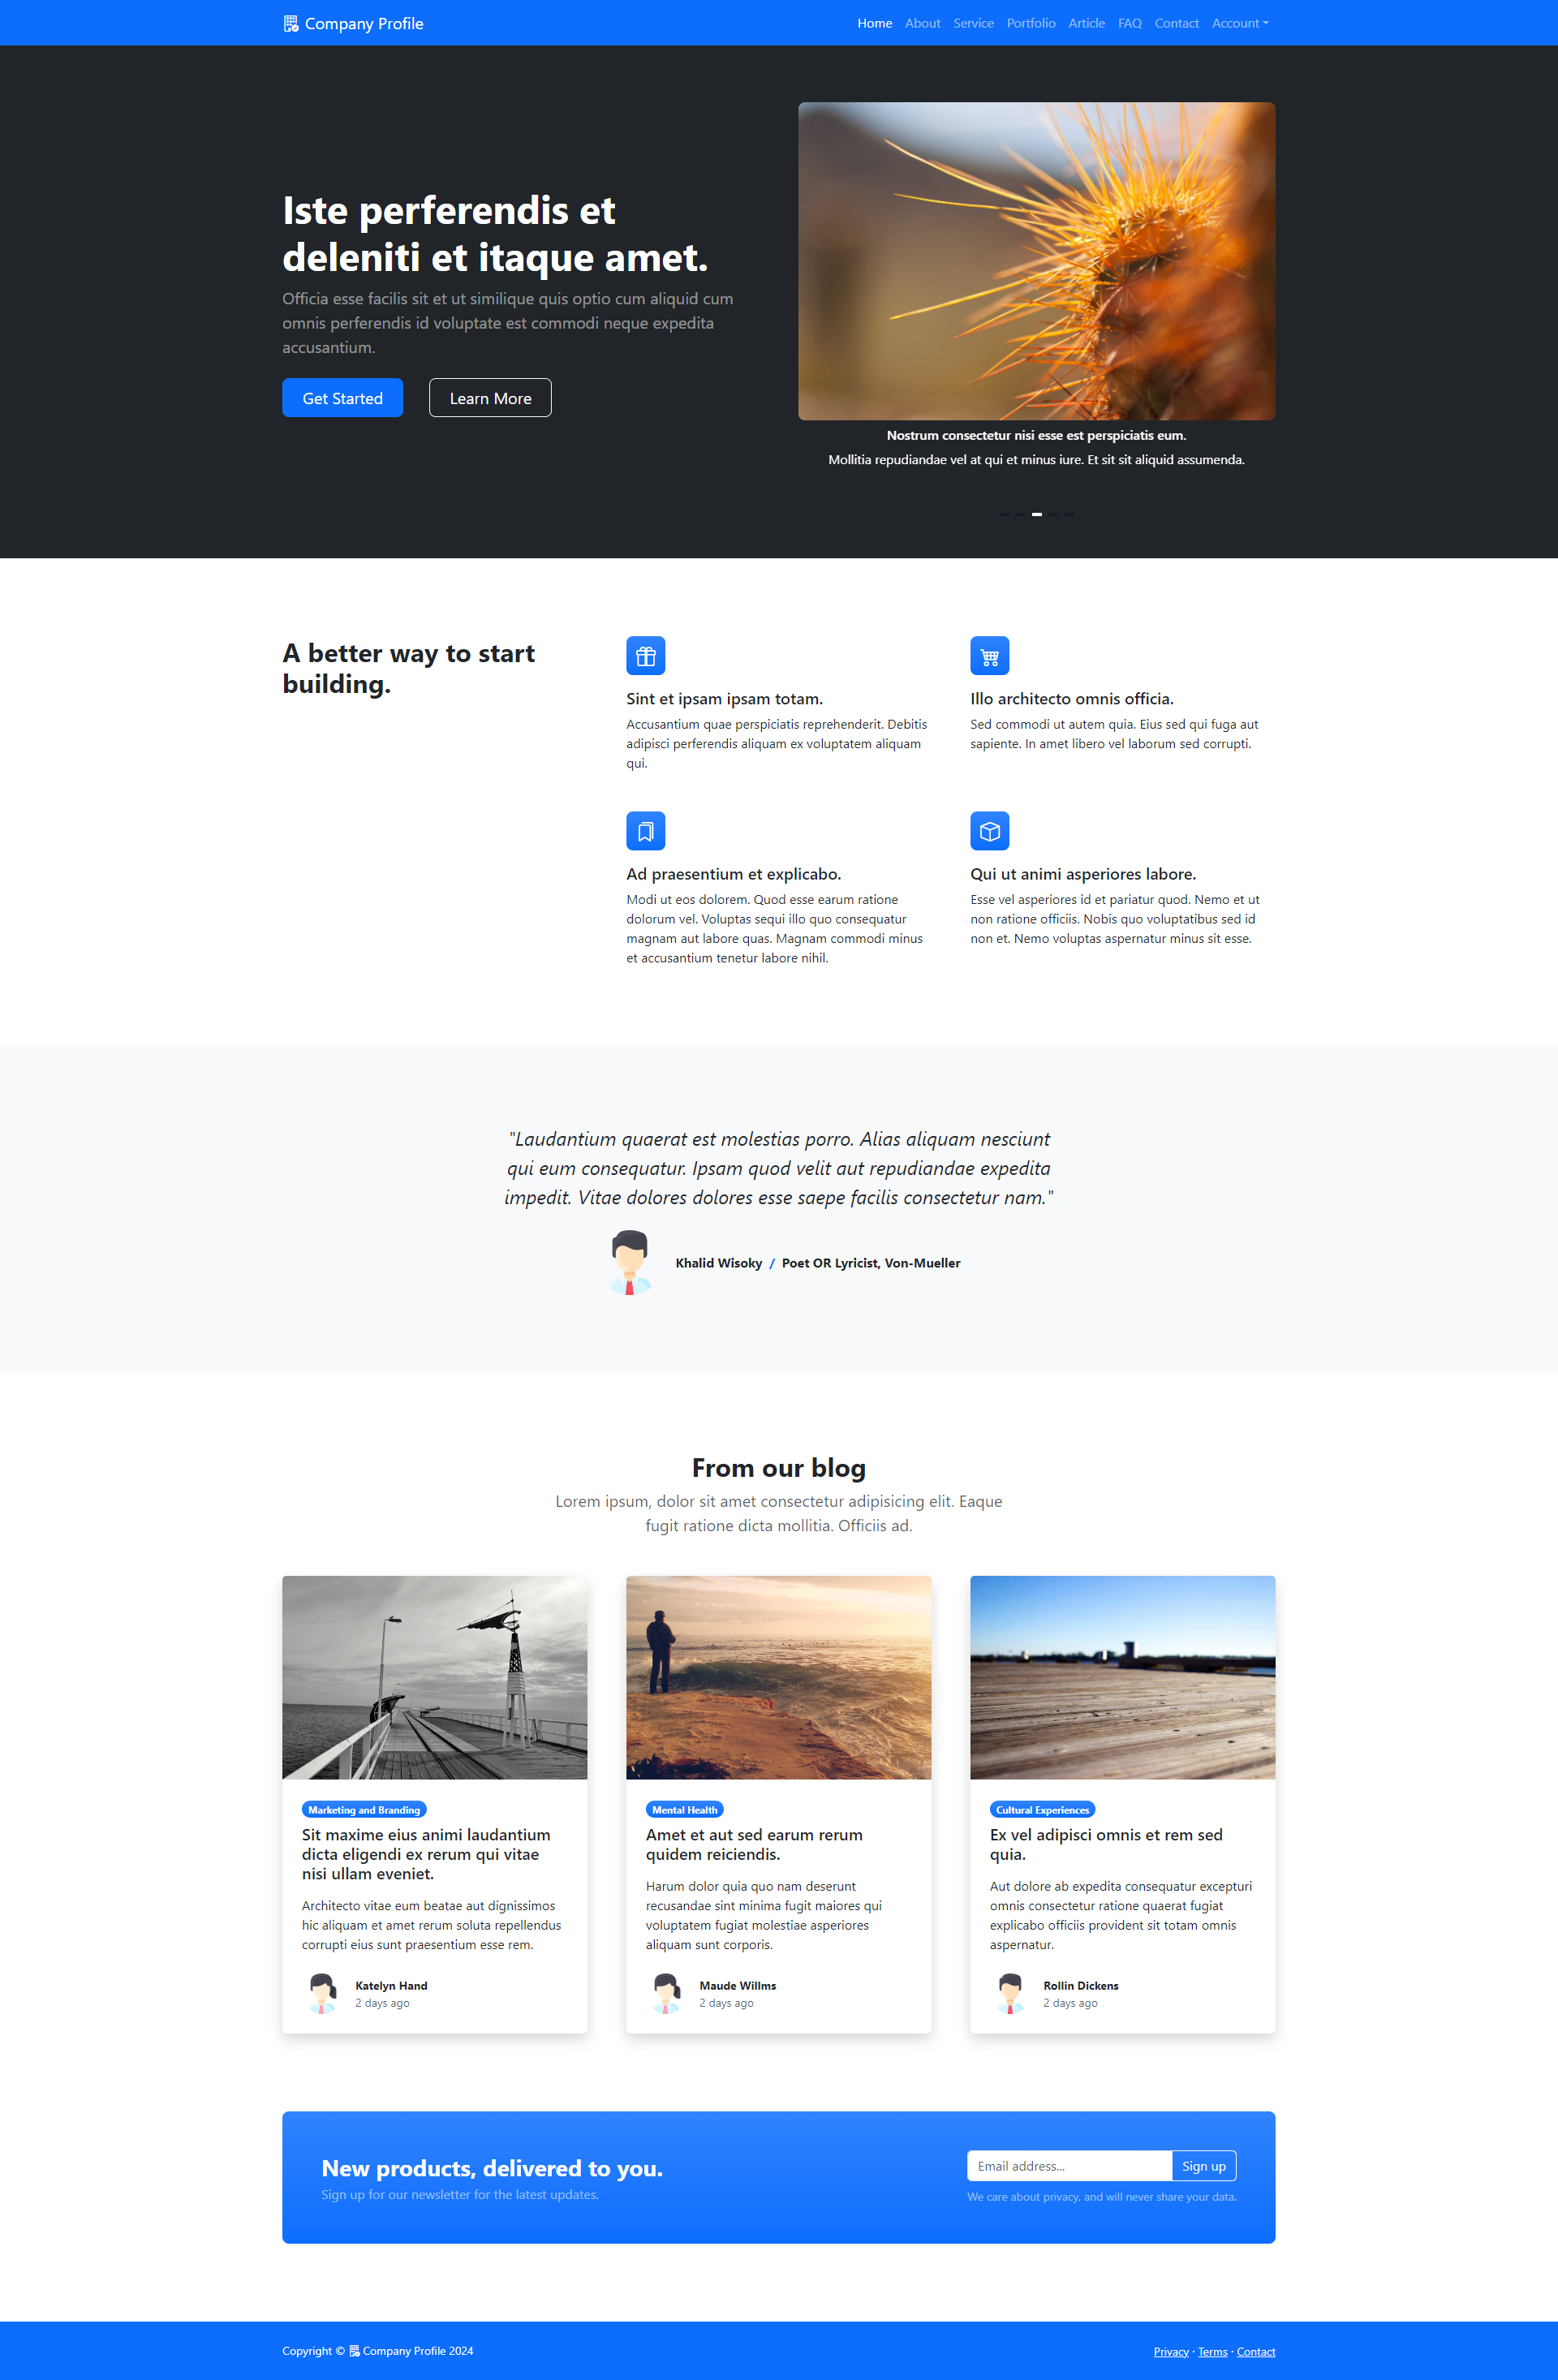 Company Profile
Home About Service Portfolio Article FAQ Contact Account
Iste perferendis et
deleniti et itaque amet.
Officia esse facilis sit et ut similique quis optio cum aliquid cum
omnis perferendis id voluptate est commodi neque expedita
accusantium.
Get Started
Learn More
Nostrum consectetur nisi esse est perspiciatis eum.
Mollitia repudiandae vel at qui et minus iure. Et sit sit aliquid assumenda.
A better way to start
building.
Sint et ipsam ipsam totam.
Accusantium quae perspiciatis reprehenderit. Debitis
adipisci perferendis aliquam ex voluptatem aliquam
qui.
Illo architecto omnis officia.
Sed commodi ut autem quia. Eius sed qui fuga aut
sapiente. In amet libero vel laborum sed corrupti.
Ad praesentium et explicabo.
Modi ut eos dolorem. Quod esse earum ratione
dolorum vel. Voluptas sequi illo quo consequatur
magnam aut labore quas. Magnam commodi minus
et accusantium tenetur labore nihil.
Qui ut animi asperiores labore.
Esse vel asperiores id et pariatur quod. Nemo et ut
non ratione officiis. Nobis quo voluptatibus sed id
non et. Nemo voluptas aspernatur minus sit esse.
"Laudantium quaerat est molestias porro. Alias aliquam nesciunt
qui eum consequatur. Ipsam quod velit aut repudiandae expedita
impedit. Vitae dolores dolores esse saepe facilis consectetur nam."
Khalid Wisoky / Poet OR Lyricist, Von-Mueller
From our blog
Lorem ipsum, dolor sit amet consectetur adipisicing elit. Eaque
fugit ratione dicta mollitia. Officiis ad.
Marketing and Branding
Sit maxime eius animi laudantium
dicta eligendi ex rerum qui vitae
nisi ullam eveniet.
Architecto vitae eum beatae aut dignissimos
hic aliquam et amet rerum soluta repellendus
corrupti eius sunt praesentium esse rem.
Katelyn Hand
2 days ago
Mental Health
Amet et aut sed earum rerum
quidem reiciendis.
Harum dolor quia quo nam deserunt
recusandae sint minima fugit maiores qui
voluptatem fugiat molestiae asperiores
aliquam sunt corporis.
Maude Willms
2 days ago
Cultural Experiences
Ex vel adipisci omnis et rem sed
quia.
Aut dolore ab expedita consequatur excepturi
omnis consectetur ratione quaerat fugiat
explicabo officiis provident sit totam omnis
aspernatur.
Rollin Dickens
2 days ago
New products, delivered to you.
Sign up for our newsletter for the latest updates.
Email address...
Sign up
We care about privacy, and will never share your data.
Copyright © Company Profile 2024
Privacy · Terms · Contact